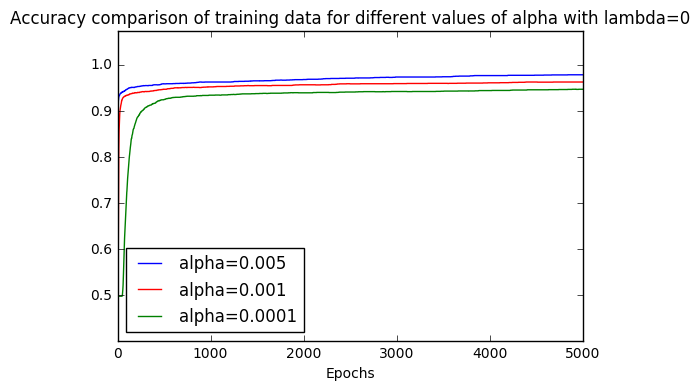 Accuracy comparison of training data for different values of alpha with lambda=0
1.0
0.9
0.8
0.7
0.6
0.5
alpha=0.005
alpha=0.001
alpha=0.0001
0 1000 2000 3000 4000 5000
Epochs